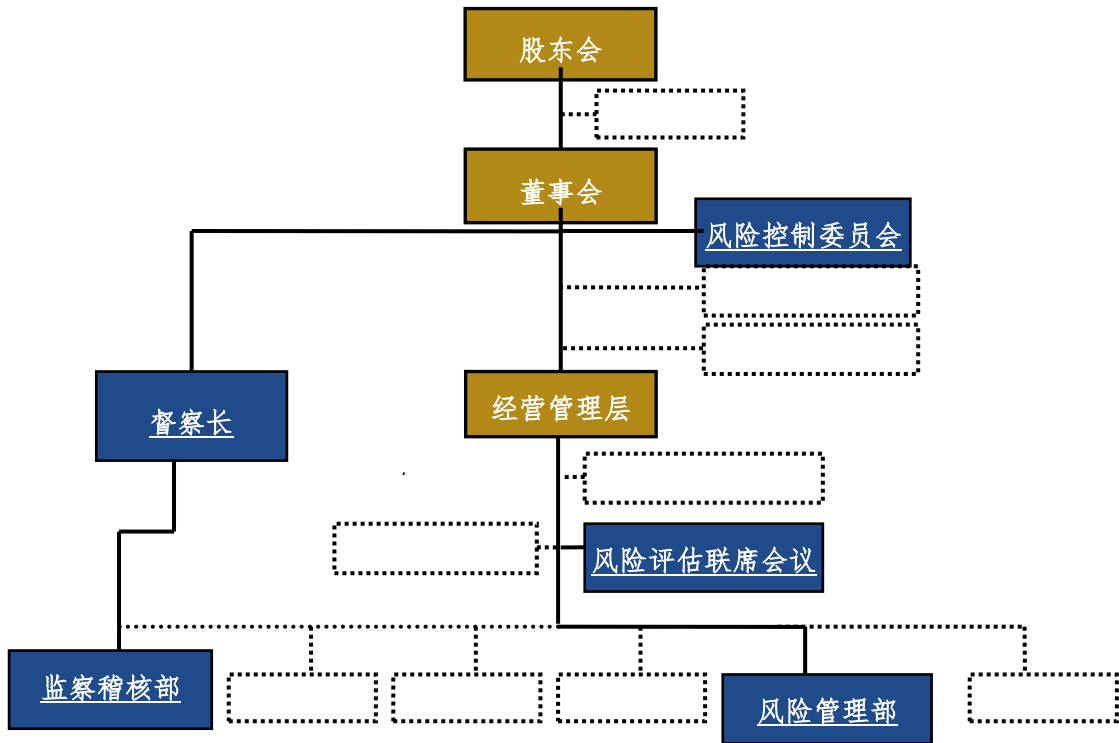 股东会
董事会
风险控制委员会
督察长
经营管理层
风险评估联席会议
监察稽核部
风险管理部